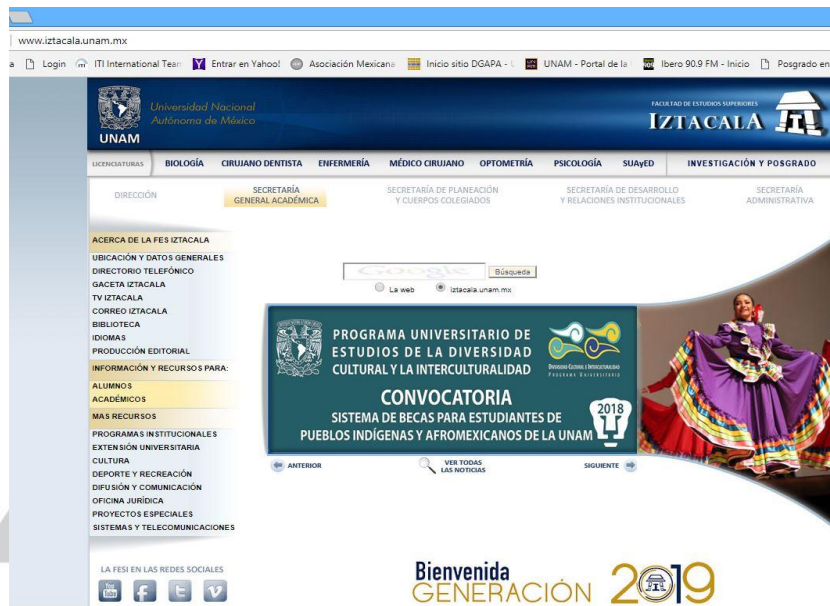 www.iztacala.unam.mx
a Login ITI International Team Entrar en Yahoo! Asociación Mexicana Inicio sitio DGAPA - UNAM - Portal de la Ibero 90.9 FM - Inicio Posgrado en
Universidad Nacional
Autónoma de México
UNAM
FACULTAD DE ESTUDIOS SUPERIORES
IZTACALA
LICENCIATURAS BIOLOGÍA CIRUJANO DENTISTA ENFERMERÍA MÉDICO CIRUJANO OPTOMETRÍA PSICOLOGÍA SUAyED INVESTIGACIÓN Y POSGRADO
DIRECCIÓN
SECRETARÍA
GENERAL ACADÉMICA
SECRETARÍA DE PLANEACIÓN
Y CUERPOS COLEGIADOS
SECRETARÍA DE DESARROLLO
Y RELACIONES INSTITUCIONALES
SECRETARÍA
ADMINISTRATIVA
ACERCA DE LA FES IZTACALA
UBICACIÓN Y DATOS GENERALES
DIRECTORIO TELEFÓNICO
GACETA IZTACALA
TV IZTACALA
CORREO IZTACALA
BIBLIOTECA
IDIOMAS
PRODUCCIÓN EDITORIAL
INFORMACIÓN Y RECURSOS PARA:
ALUMNOS
ACADÉMICOS
MAS RECURSOS
PROGRAMAS INSTITUCIONALES
EXTENSIÓN UNIVERSITARIA
CULTURA
DEPORTE Y RECREACIÓN
DIFUSIÓN Y COMUNICACIÓN
OFICINA JURÍDICA
PROYECTOS ESPECIALES
SISTEMAS Y TELECOMUNICACIONES
LA FESI EN LAS REDES SOCIALES
You Tube f t v
Google Búsqueda
La web iztacala.unam.mx
PROGRAMA UNIVERSITARIO DE
ESTUDIOS DE LA DIVERSIDAD
CULTURAL Y LA INTERCULTURALIDAD
DIVERSIDAD CULTURAL E INTERCULTURALIDAD
PROGRAMA UNIVERSITARIO
CONVOCATORIA
SISTEMA DE BECAS PARA ESTUDIANTES DE
PUEBLOS INDÍGENAS Y AFROMEXICANOS DE LA UNAM
2018
ANTERIOR
VER TODAS
LAS NOTICIAS
SIGUIENTE
Bienvenida
GENERACIÓN 2019